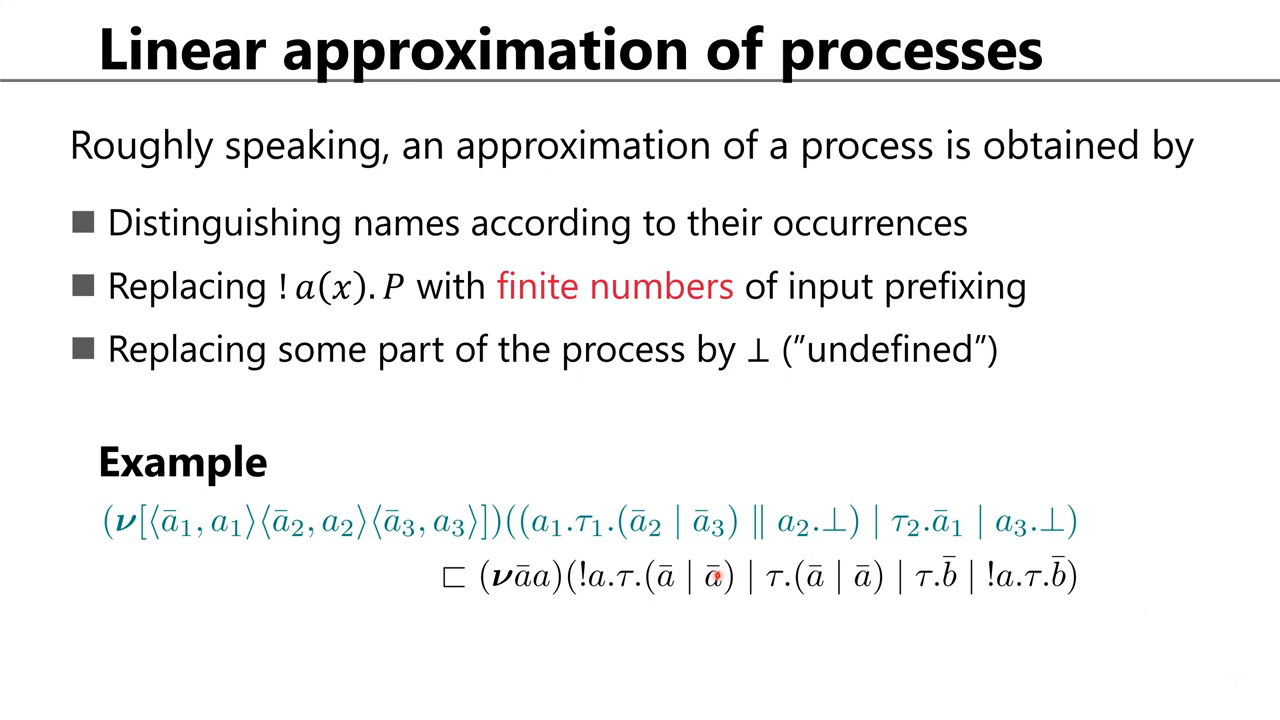 Linear approximation of processes
Roughly speaking, an approximation of a process is obtained by
■ Distinguishing names according to their occurrences
■ Replacing ! a(x). P with finite numbers of input prefixing
■ Replacing some part of the process by ⊥ (”undefined”)
Example
(𝝂[⟨ā₁, a₁⟩⟨ā₂, a₂⟩⟨ā₃, a₃⟩])((a₁.τ₁.(ā₂ | ā₃) ∥ a₂.⊥) | τ₂.ā₁ | a₃.⊥)
⊏ (𝝂āa)(!a.τ.(ā | ā) | τ.(ā | ā) | τ.b̄ | !a.τ.b̄)